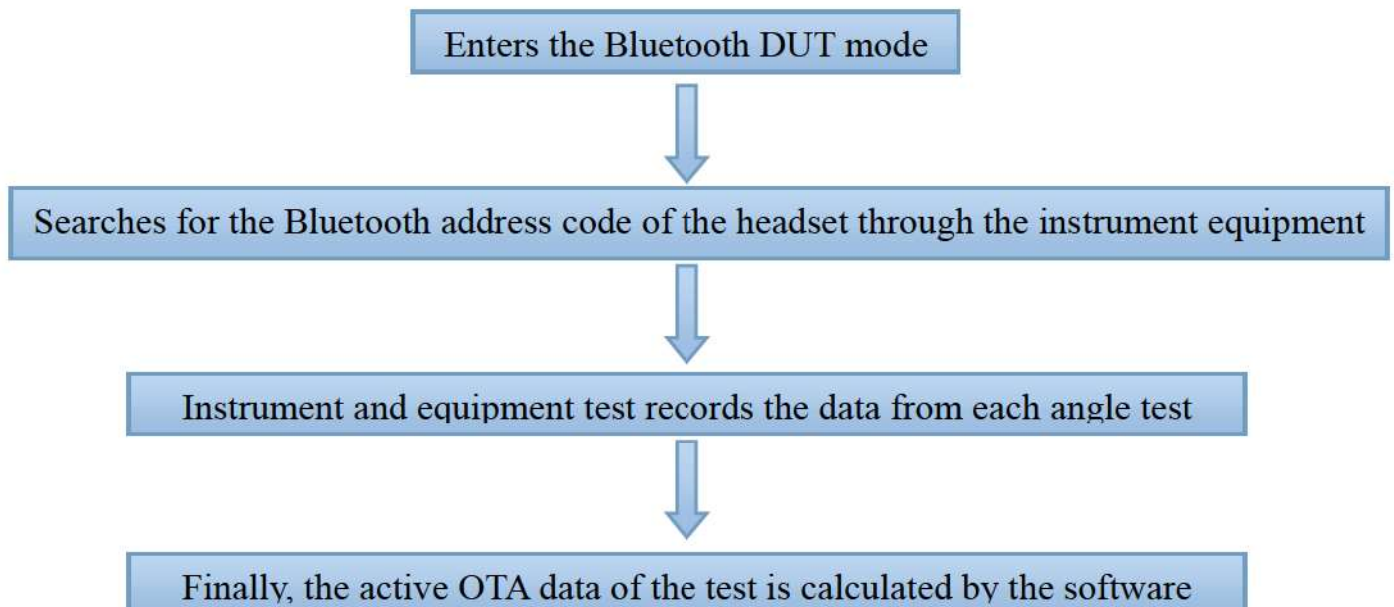 Enters the Bluetooth DUT mode
Searches for the Bluetooth address code of the headset through the instrument equipment
Instrument and equipment test records the data from each angle test
Finally, the active OTA data of the test is calculated by the software